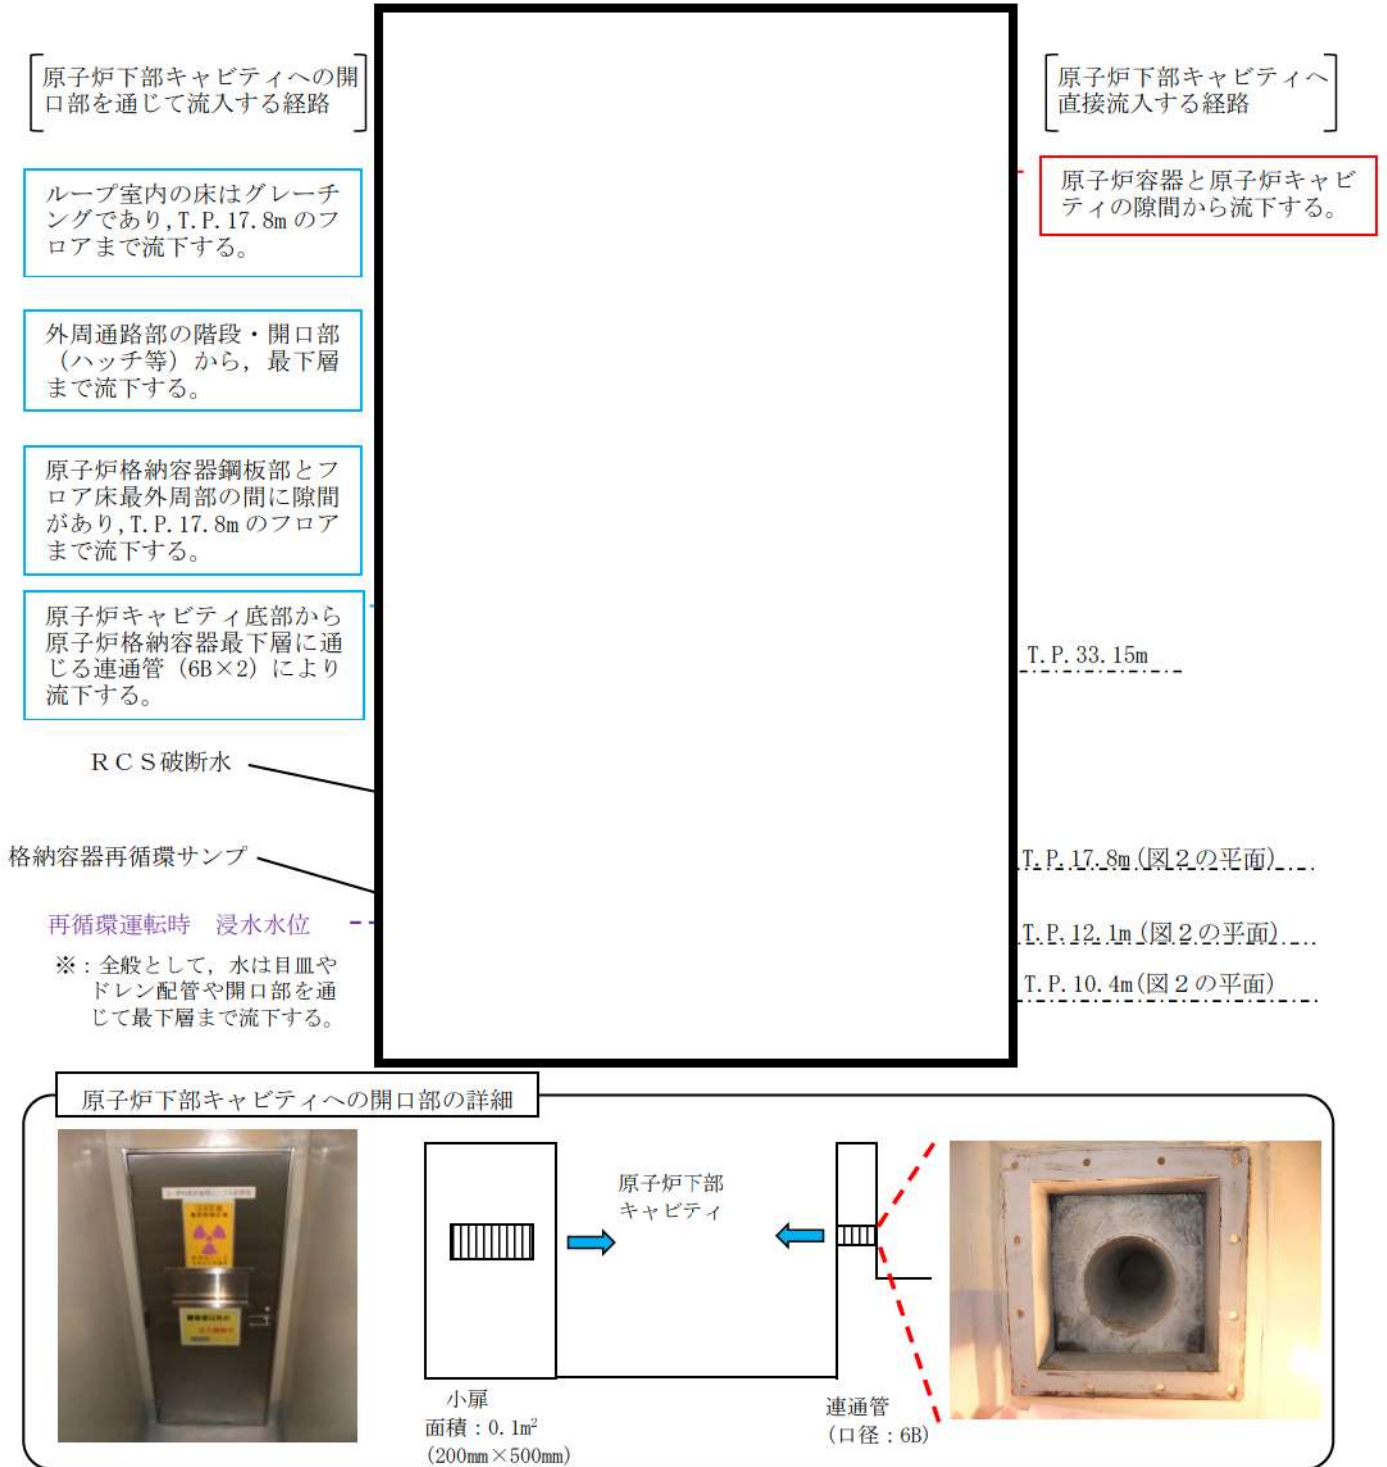 原子炉下部キャビティへの開
口部を通じて流入する経路
原子炉下部キャビティへ
直接流入する経路
ループ室内の床はグレーチ
ングであり,T.P.17.8mのフ
ロアまで流下する。
原子炉容器と原子炉キャビ
ティの隙間から流下する。
外周通路部の階段・開口部
（ハッチ等）から，最下層
まで流下する。
原子炉格納容器鋼板部とフ
ロア床最外周部の間に隙間
があり,T.P.17.8mのフロア
まで流下する。
原子炉キャビティ底部から
原子炉格納容器最下層に通
じる連通管（6B×2）により
流下する。
T.P.33.15m
ＲＣＳ破断水
格納容器再循環サンプ
T.P.17.8m(図２の平面)
再循環運転時　浸水水位
T.P.12.1m(図２の平面)
※：全般として，水は目皿や
ドレン配管や開口部を通
じて最下層まで流下する。
T.P.10.4m(図２の平面)
原子炉下部キャビティへの開口部の詳細
原子炉下部
キャビティ
小扉
面積：0.1m²
(200mm×500mm)
連通管
(口径：6B)